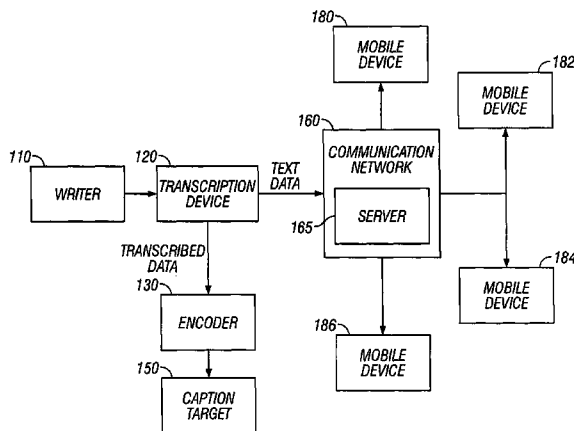 180
MOBILE
DEVICE
182
MOBILE
DEVICE
160
COMMUNICATION
NETWORK
110
WRITER
120
TRANSCRIPTION
DEVICE
TEXT
DATA
165
SERVER
TRANSCRIBED
DATA
130
ENCODER
184
MOBILE
DEVICE
186
MOBILE
DEVICE
150
CAPTION
TARGET